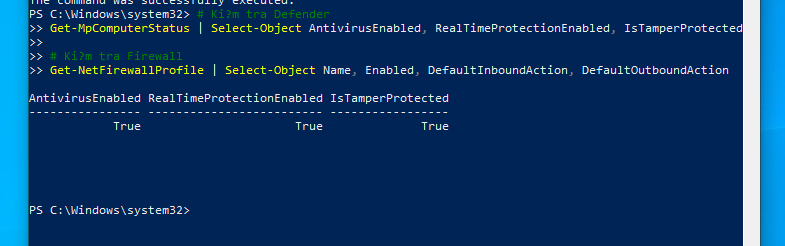 The command was successfully executed.
PS C:\Windows\system32> # Ki?m tra Defender
>> Get-MpComputerStatus | Select-Object AntivirusEnabled, RealTimeProtectionEnabled, IsTamperProtected
>>
>> # Ki?m tra Firewall
>> Get-NetFirewallProfile | Select-Object Name, Enabled, DefaultInboundAction, DefaultOutboundAction
AntivirusEnabled RealTimeProtectionEnabled IsTamperProtected
---------------- ------------------------- -----------------
True True True
PS C:\Windows\system32>